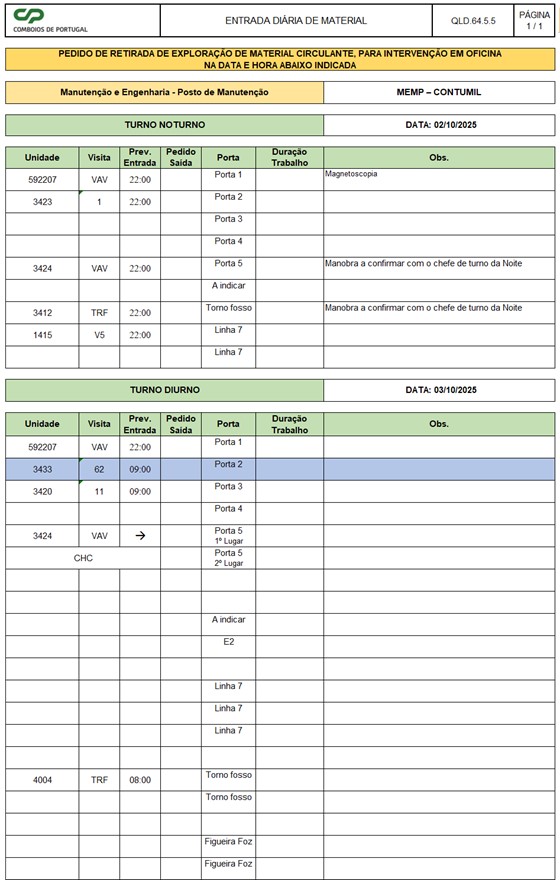 CP
COMBOIOS DE PORTUGAL
ENTRADA DIÁRIA DE MATERIAL
QLD.64.5.5
PÁGINA
1 / 1
PEDIDO DE RETIRADA DE EXPLORAÇÃO DE MATERIAL CIRCULANTE, PARA INTERVENÇÃO EM OFICINA
NA DATA E HORA ABAIXO INDICADA
Manutenção e Engenharia - Posto de Manutenção MEMP – CONTUMIL
TURNO NOTURNO DATA: 02/10/2025
Unidade Visita Prev. Entrada Pedido Saída Porta Duração Trabalho Obs.
592207 VAV 22:00 Porta 1 Magnetoscopia
3423 1 22:00 Porta 2
Porta 3
Porta 4
3424 VAV 22:00 Porta 5 Manobra a confirmar com o chefe de turno da Noite
A indicar
3412 TRF 22:00 Torno fosso Manobra a confirmar com o chefe de turno da Noite
1415 V5 22:00 Linha 7
Linha 7
TURNO DIURNO DATA: 03/10/2025
Unidade Visita Prev. Entrada Pedido Saída Porta Duração Trabalho Obs.
592207 VAV 22:00 Porta 1
3433 62 09:00 Porta 2
3420 11 09:00 Porta 3
Porta 4
3424 VAV → Porta 5
1º Lugar
CHC Porta 5
2º Lugar
A indicar
E2
Linha 7
Linha 7
Linha 7
4004 TRF 08:00 Torno fosso
Torno fosso
Figueira Foz
Figueira Foz